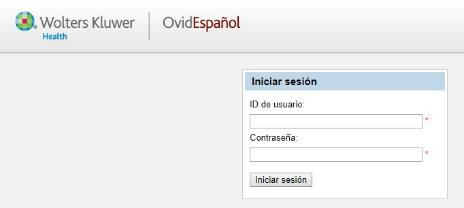 Wolters Kluwer OvidEspañol
Health
Iniciar sesión
ID de usuario:
*
Contraseña:
*
Iniciar sesión